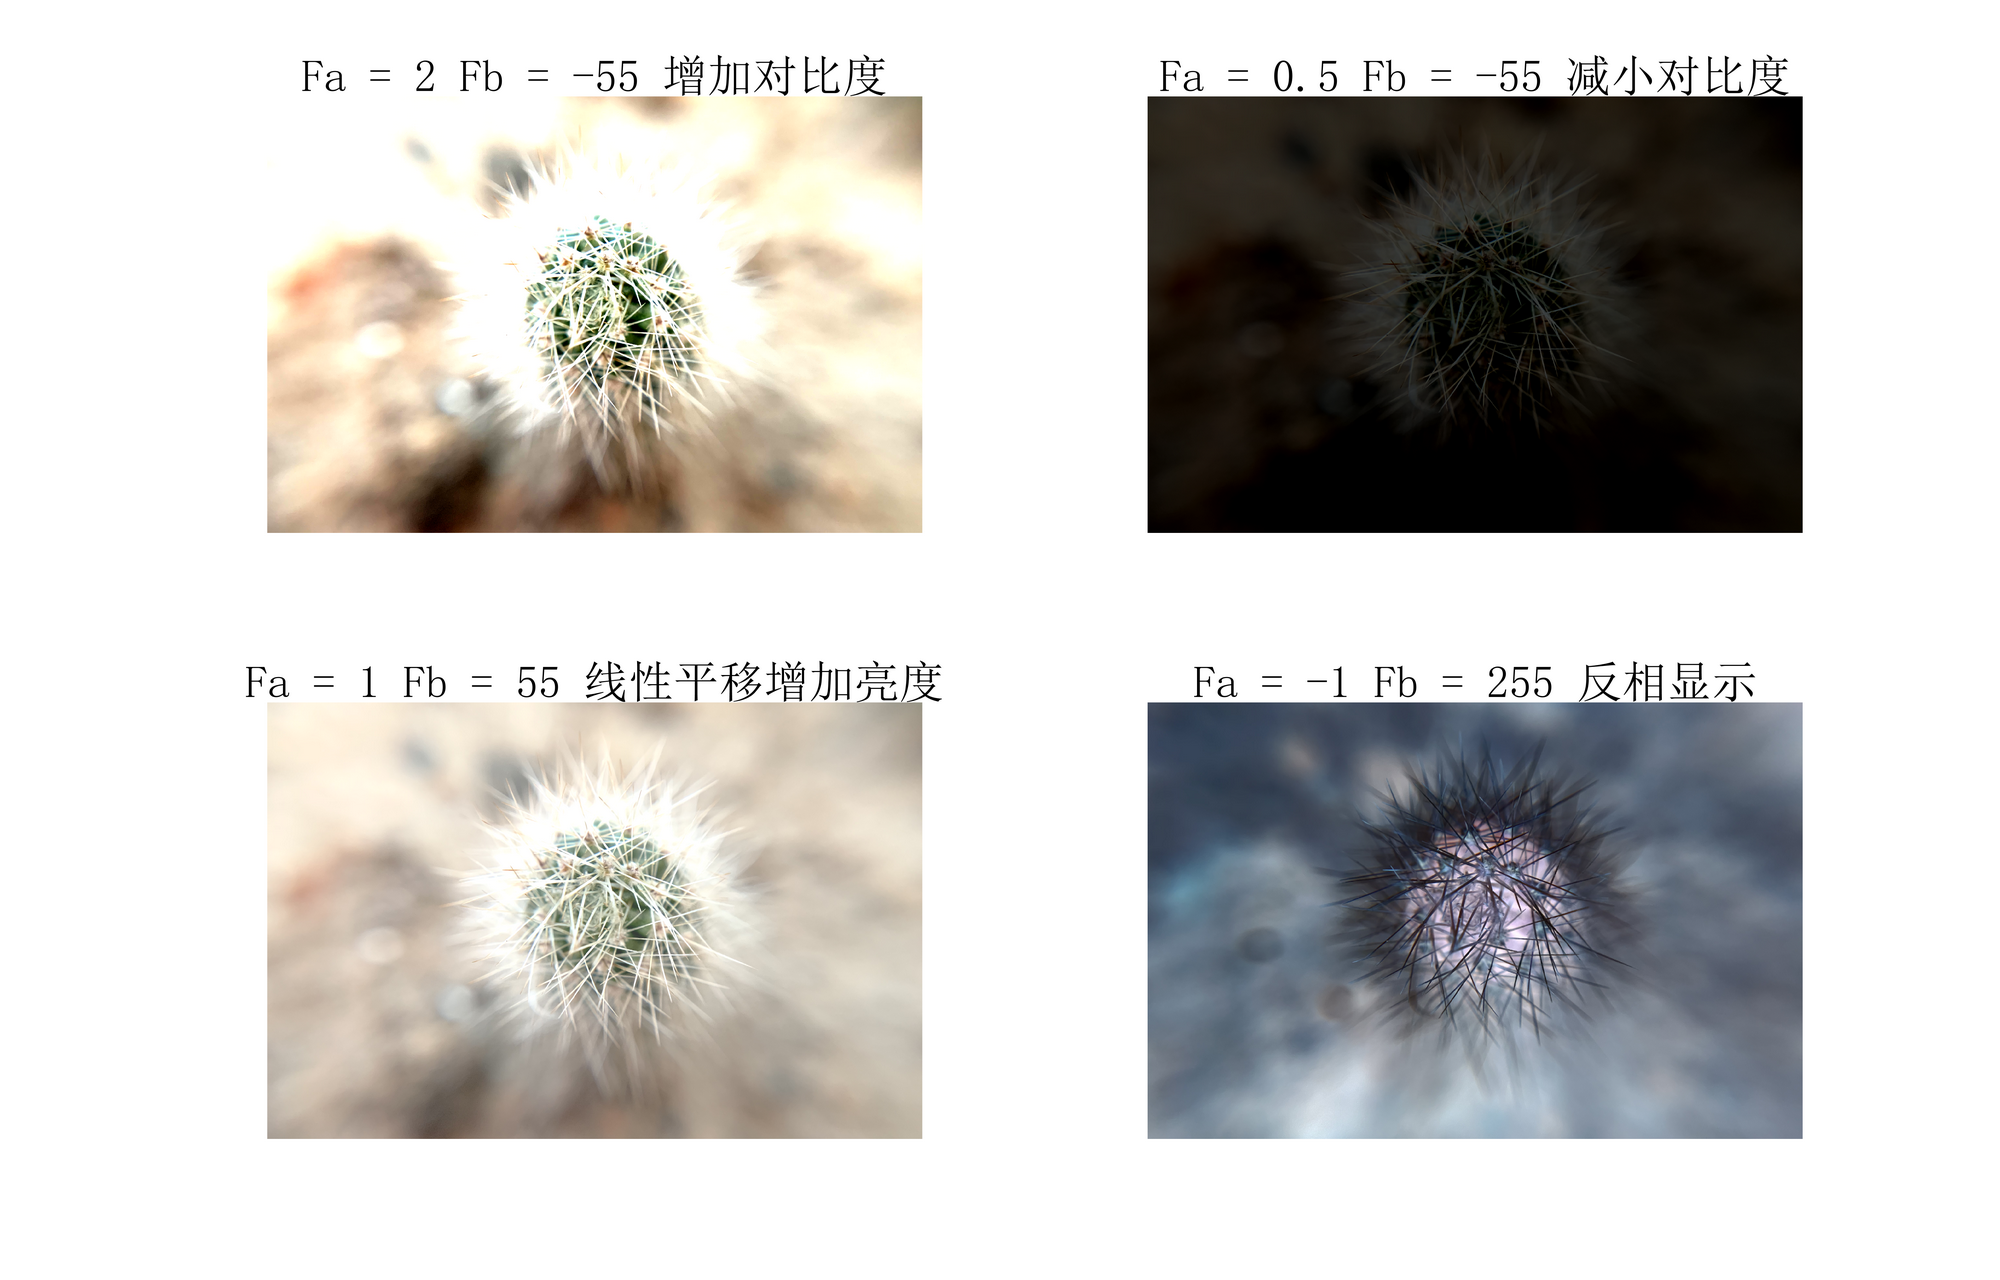 Fa = 2 Fb = -55 增加对比度
Fa = 0.5 Fb = -55 减小对比度
Fa = 1 Fb = 55 线性平移增加亮度
Fa = -1 Fb = 255 反相显示